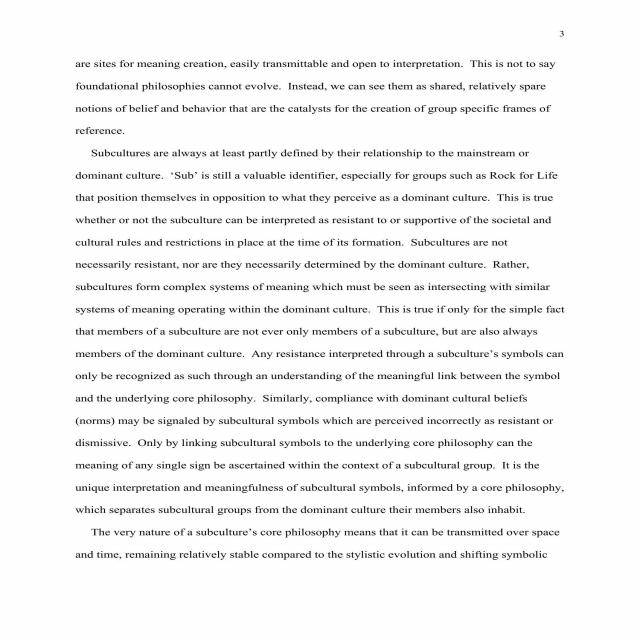 3
are sites for meaning creation, easily transmittable and open to interpretation.  This is not to say
foundational philosophies cannot evolve.  Instead, we can see them as shared, relatively spare
notions of belief and behavior that are the catalysts for the creation of group specific frames of
reference.
Subcultures are always at least partly defined by their relationship to the mainstream or
dominant culture.  ‘Sub’ is still a valuable identifier, especially for groups such as Rock for Life
that position themselves in opposition to what they perceive as a dominant culture.  This is true
whether or not the subculture can be interpreted as resistant to or supportive of the societal and
cultural rules and restrictions in place at the time of its formation.  Subcultures are not
necessarily resistant, nor are they necessarily determined by the dominant culture.  Rather,
subcultures form complex systems of meaning which must be seen as intersecting with similar
systems of meaning operating within the dominant culture.  This is true if only for the simple fact
that members of a subculture are not ever only members of a subculture, but are also always
members of the dominant culture.  Any resistance interpreted through a subculture’s symbols can
only be recognized as such through an understanding of the meaningful link between the symbol
and the underlying core philosophy.  Similarly, compliance with dominant cultural beliefs
(norms) may be signaled by subcultural symbols which are perceived incorrectly as resistant or
dismissive.  Only by linking subcultural symbols to the underlying core philosophy can the
meaning of any single sign be ascertained within the context of a subcultural group.  It is the
unique interpretation and meaningfulness of subcultural symbols, informed by a core philosophy,
which separates subcultural groups from the dominant culture their members also inhabit.
The very nature of a subculture’s core philosophy means that it can be transmitted over space
and time, remaining relatively stable compared to the stylistic evolution and shifting symbolic